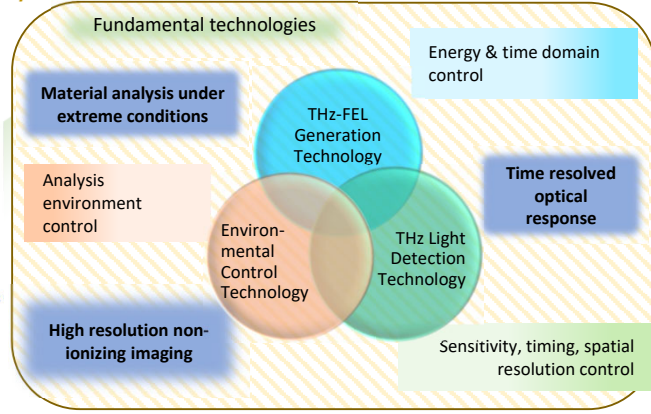 Fundamental technologies
Energy & time domain
control
Material analysis under
extreme conditions
THz-FEL
Generation
Technology
Analysis
environment
control
Time resolved
optical
response
Environ-
mental
Control
Technology
THz Light
Detection
Technology
High resolution non-
ionizing imaging
Sensitivity, timing, spatial
resolution control